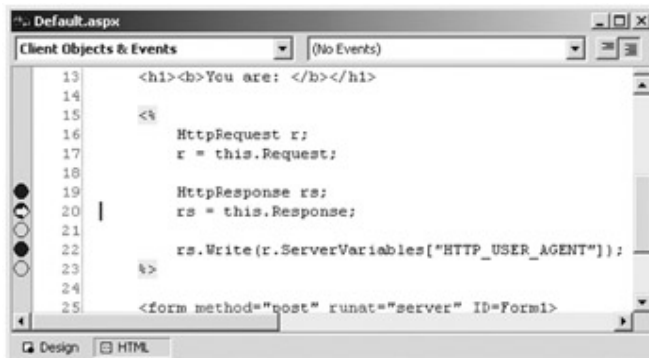 Default.aspx
Client Objects & Events (No Events)
13 <h1><b>You are: </b></h1>
14
15 <%
16 HttpRequest r;
17 r = this.Request;
18
19 HttpResponse rs;
20 rs = this.Response;
21
22 rs.Write(r.ServerVariables["HTTP_USER_AGENT"]);
23 %>
24
25 <form method="post" runat="server" ID=Form1>
Design HTML